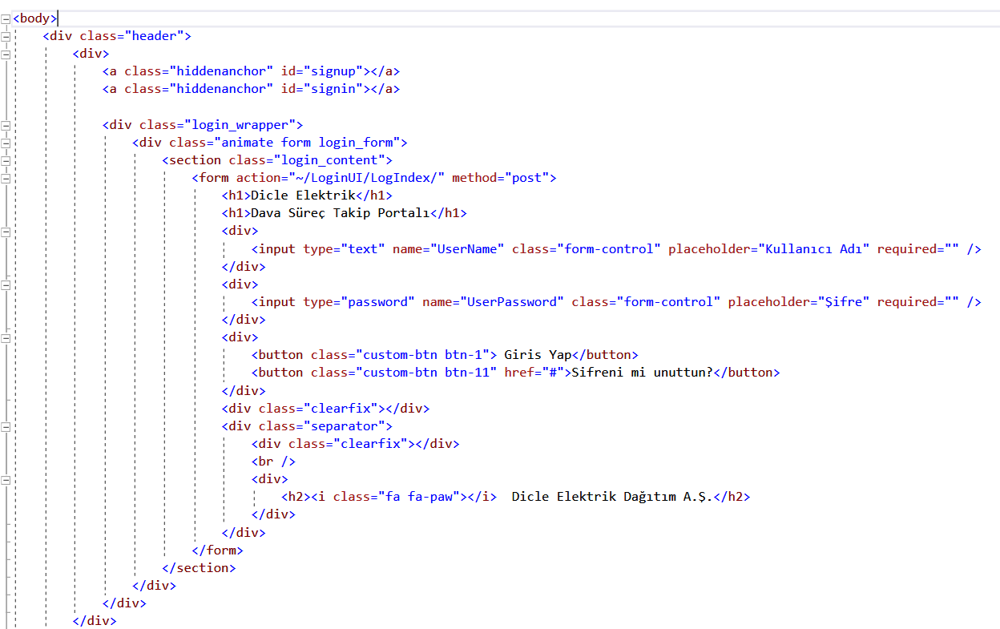 <body>
<div class="header">
<div>
<a class="hiddenanchor" id="signup"></a>
<a class="hiddenanchor" id="signin"></a>
<div class="login_wrapper">
<div class="animate form login_form">
<section class="login_content">
<form action="~/LoginUI/LogIndex/" method="post">
<h1>Dicle Elektrik</h1>
<h1>Dava Süreç Takip Portalı</h1>
<div>
<input type="text" name="UserName" class="form-control" placeholder="Kullanıcı Adı" required="" />
</div>
<div>
<input type="password" name="UserPassword" class="form-control" placeholder="Şifre" required="" />
</div>
<div>
<button class="custom-btn btn-1"> Giris Yap</button>
<button class="custom-btn btn-11" href="#">Sifreni mi unuttun?</button>
</div>
<div class="clearfix"></div>
<div class="separator">
<div class="clearfix"></div>
<br />
<div>
<h2><i class="fa fa-paw"></i>  Dicle Elektrik Dağıtım A.Ş.</h2>
</div>
</div>
</form>
</section>
</div>
</div>
</div>